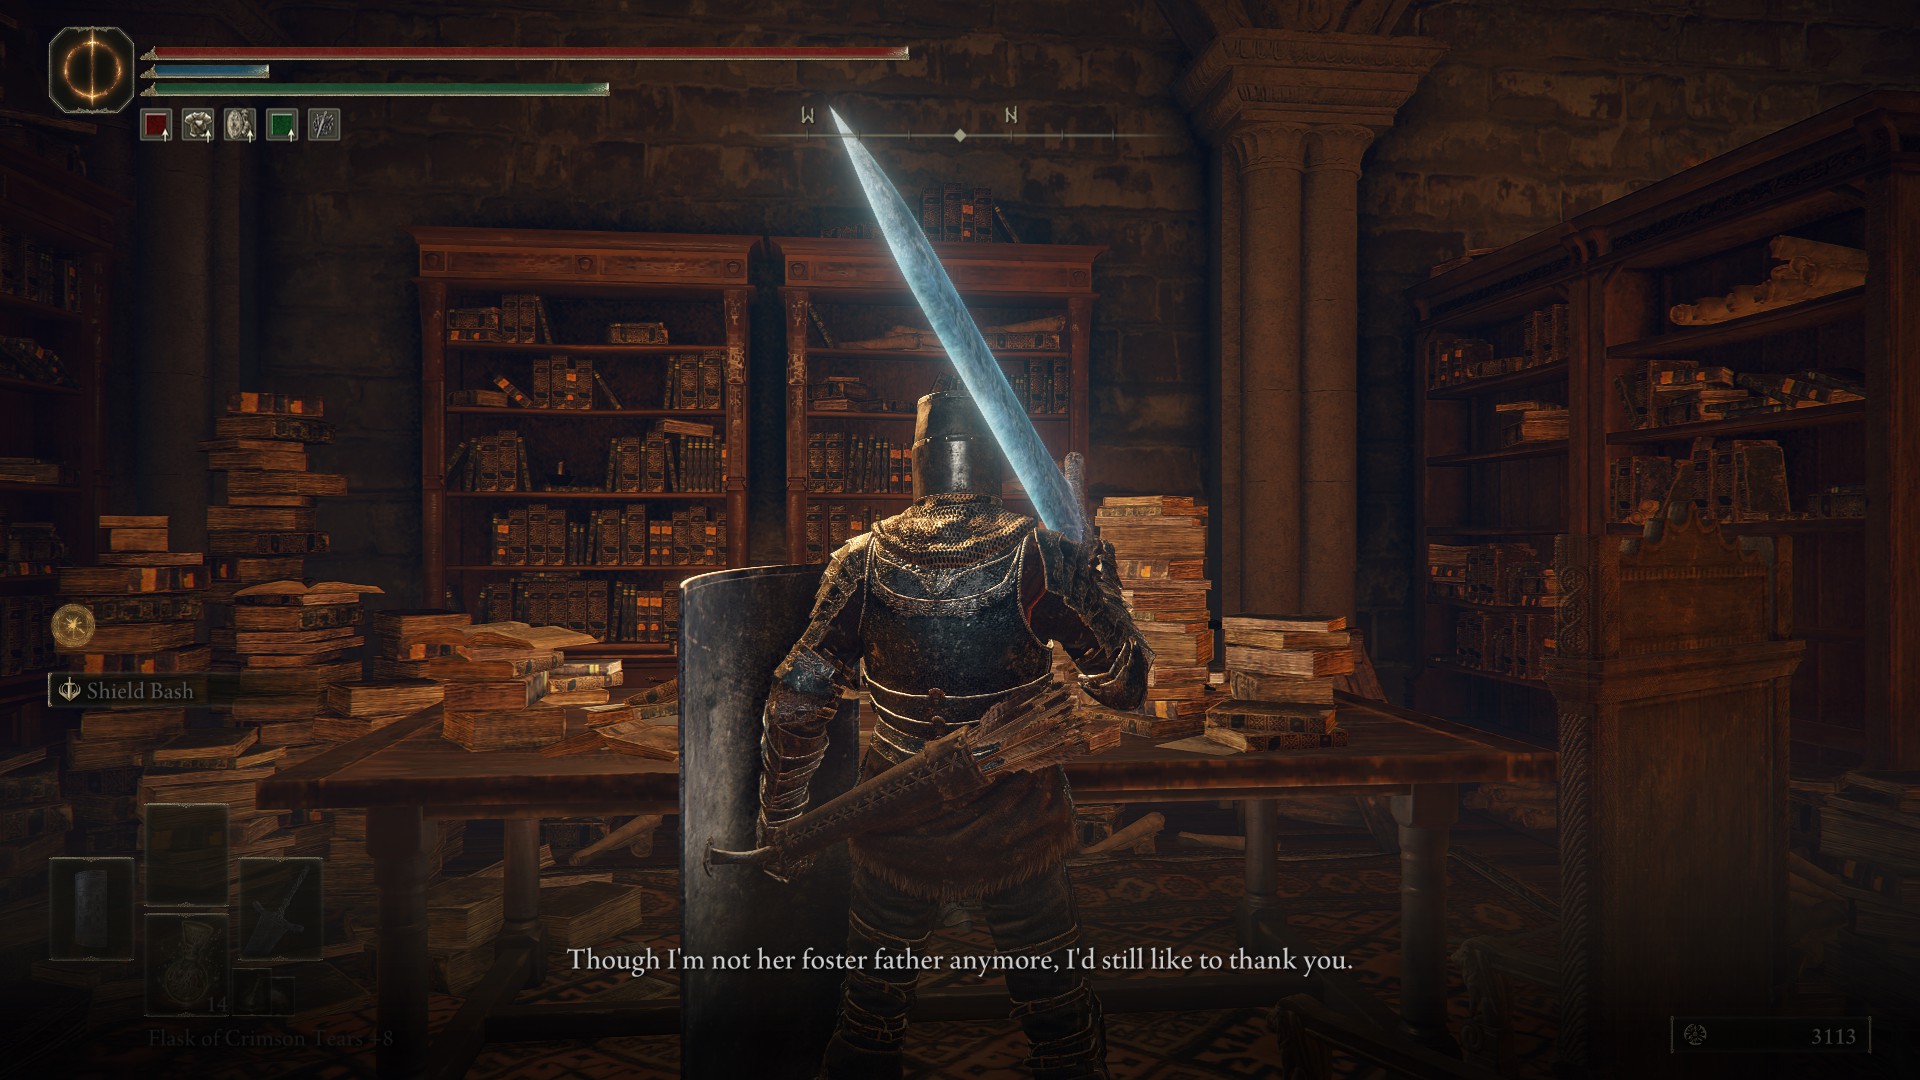 W
N
Shield Bash
Though I'm not her foster father anymore, I'd still like to thank you.
14
Flask of Crimson Tears +8
3113